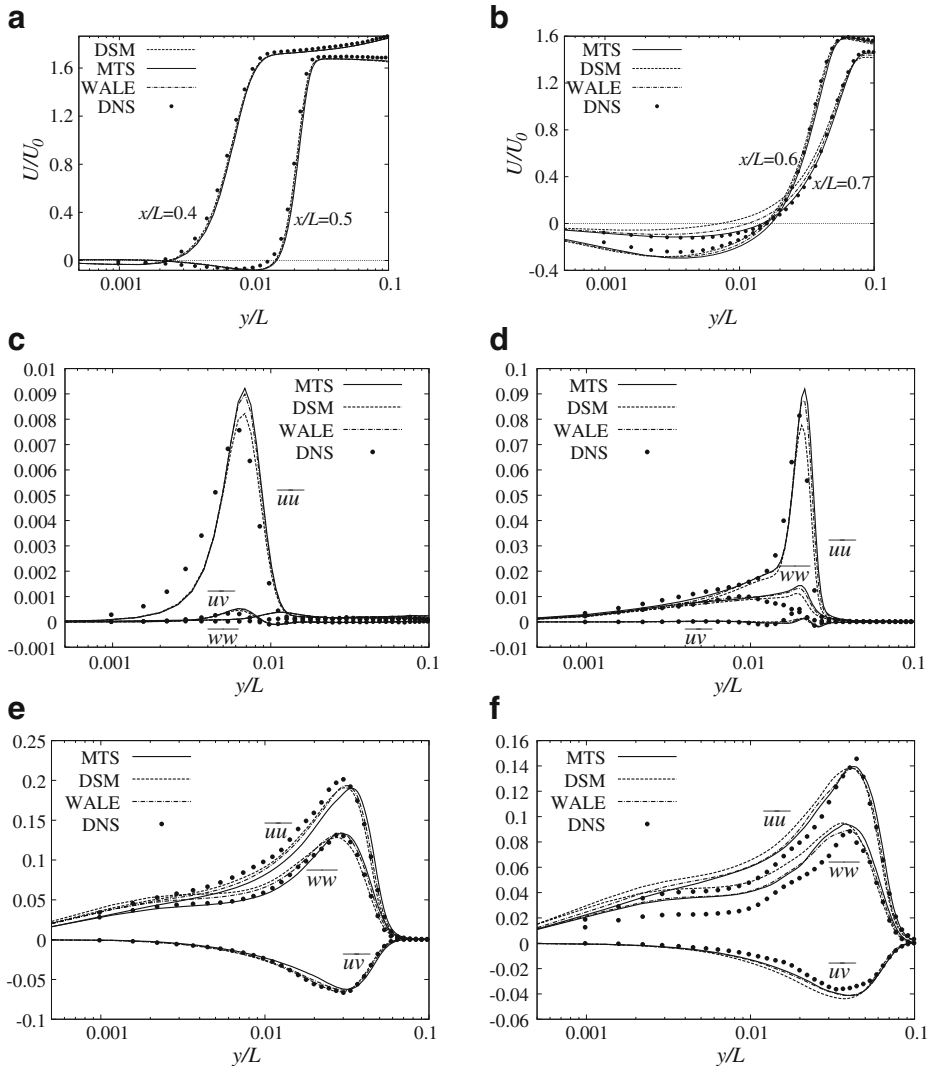 a
1.6
1.2
0.8
0.4
0
U/U0
DSM
MTS
WALE
DNS
x/L=0.4
x/L=0.5
0.001
0.01
0.1
y/L
b
1.6
1.2
0.8
0.4
0
-0.4
U/U0
MTS
DSM
WALE
DNS
x/L=0.6
x/L=0.7
0.001
0.01
0.1
y/L
c
0.01
0.009
0.008
0.007
0.006
0.005
0.004
0.003
0.002
0.001
0
-0.001
MTS
DSM
WALE
DNS
uu
uv
ww
0.001
0.01
0.1
y/L
d
0.1
0.09
0.08
0.07
0.06
0.05
0.04
0.03
0.02
0.01
0
-0.01
MTS
DSM
WALE
DNS
uu
ww
uv
0.001
0.01
0.1
y/L
e
0.25
0.2
0.15
0.1
0.05
0
-0.05
-0.1
MTS
DSM
WALE
DNS
uu
ww
uv
0.001
0.01
0.1
y/L
f
0.16
0.14
0.12
0.1
0.08
0.06
0.04
0.02
0
-0.02
-0.04
-0.06
MTS
DSM
WALE
DNS
uu
ww
uv
0.001
0.01
0.1
y/L